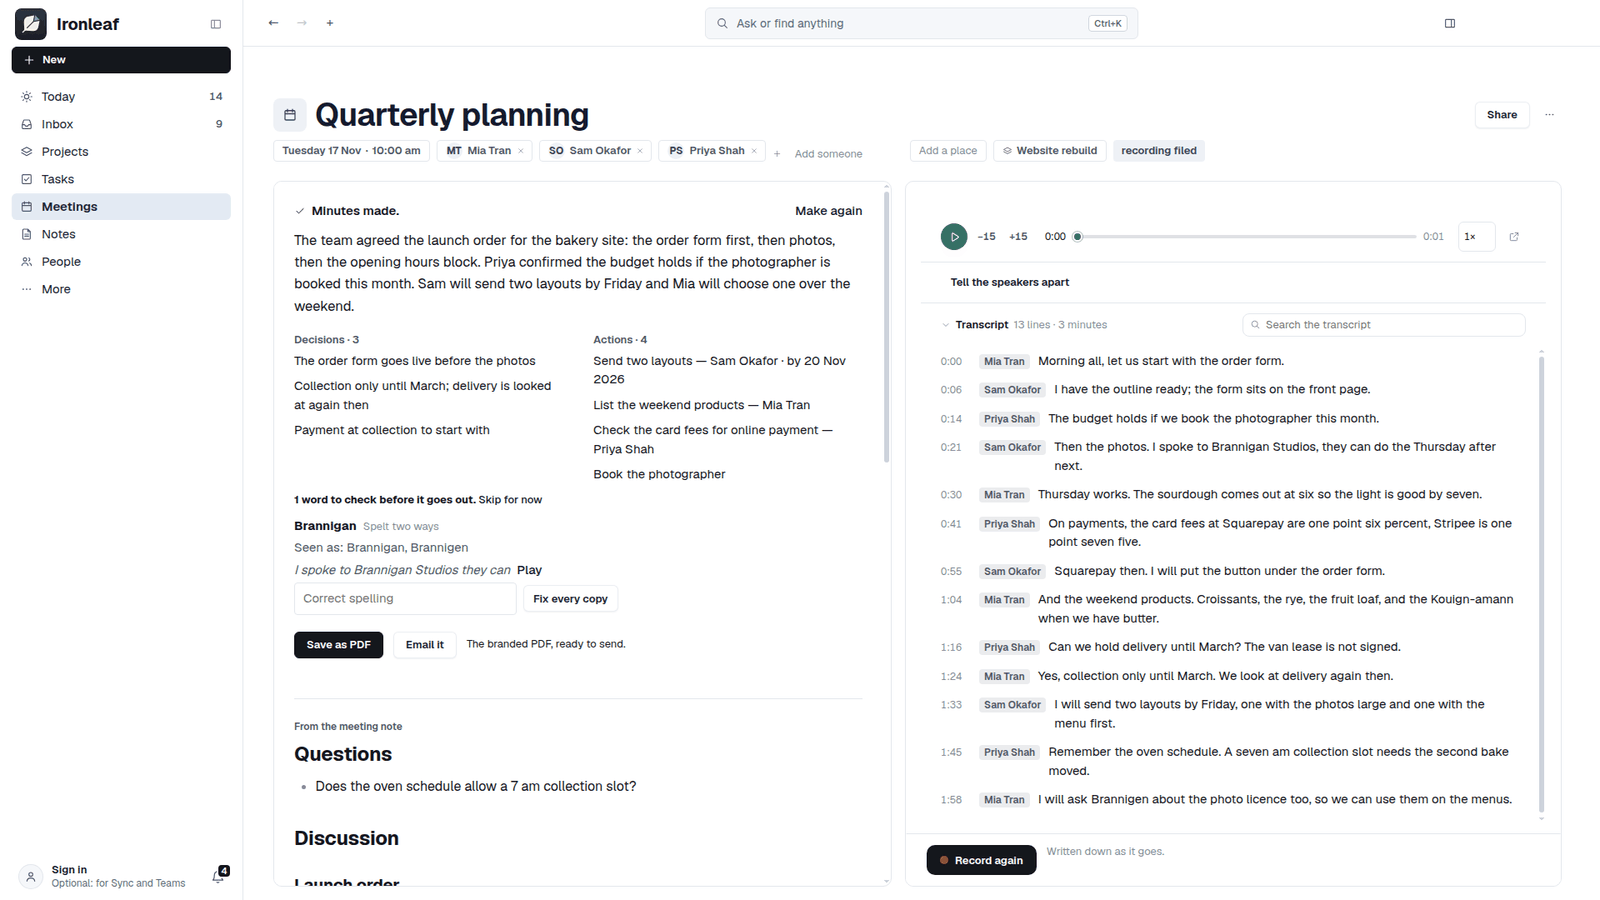 Ironleaf
New
Today 14
Inbox 9
Projects
Tasks
Meetings
Notes
People
More
Sign in
Optional: for Sync and Teams
4
Ask or find anything Ctrl+K
Quarterly planning
Share
Tuesday 17 Nov · 10:00 am
MT Mia Tran ×
SO Sam Okafor ×
PS Priya Shah ×
+ Add someone
Add a place
Website rebuild
recording filed
Minutes made.
Make again
The team agreed the launch order for the bakery site: the order form first, then photos,
then the opening hours block. Priya confirmed the budget holds if the photographer is
booked this month. Sam will send two layouts by Friday and Mia will choose one over the
weekend.
Decisions · 3
The order form goes live before the photos
Collection only until March; delivery is looked
at again then
Payment at collection to start with
Actions · 4
Send two layouts — Sam Okafor · by 20 Nov
2026
List the weekend products — Mia Tran
Check the card fees for online payment —
Priya Shah
Book the photographer
1 word to check before it goes out. Skip for now
Brannigan Spelt two ways
Seen as: Brannigan, Brannigen
I spoke to Brannigan Studios they can Play
Correct spelling
Fix every copy
Save as PDF
Email it
The branded PDF, ready to send.
From the meeting note
Questions
• Does the oven schedule allow a 7 am collection slot?
Discussion
Launch order
−15 +15 0:00 0:01 1×
Tell the speakers apart
Transcript 13 lines · 3 minutes
Search the transcript
0:00 Mia Tran Morning all, let us start with the order form.
0:06 Sam Okafor I have the outline ready; the form sits on the front page.
0:14 Priya Shah The budget holds if we book the photographer this month.
0:21 Sam Okafor Then the photos. I spoke to Brannigan Studios, they can do the Thursday after
next.
0:30 Mia Tran Thursday works. The sourdough comes out at six so the light is good by seven.
0:41 Priya Shah On payments, the card fees at Squarepay are one point six percent, Stripee is one
point seven five.
0:55 Sam Okafor Squarepay then. I will put the button under the order form.
1:04 Mia Tran And the weekend products. Croissants, the rye, the fruit loaf, and the Kouign-amann
when we have butter.
1:16 Priya Shah Can we hold delivery until March? The van lease is not signed.
1:24 Mia Tran Yes, collection only until March. We look at delivery again then.
1:33 Sam Okafor I will send two layouts by Friday, one with the photos large and one with the
menu first.
1:45 Priya Shah Remember the oven schedule. A seven am collection slot needs the second bake
moved.
1:58 Mia Tran I will ask Brannigen about the photo licence too, so we can use them on the menus.
Record again
Written down as it goes.